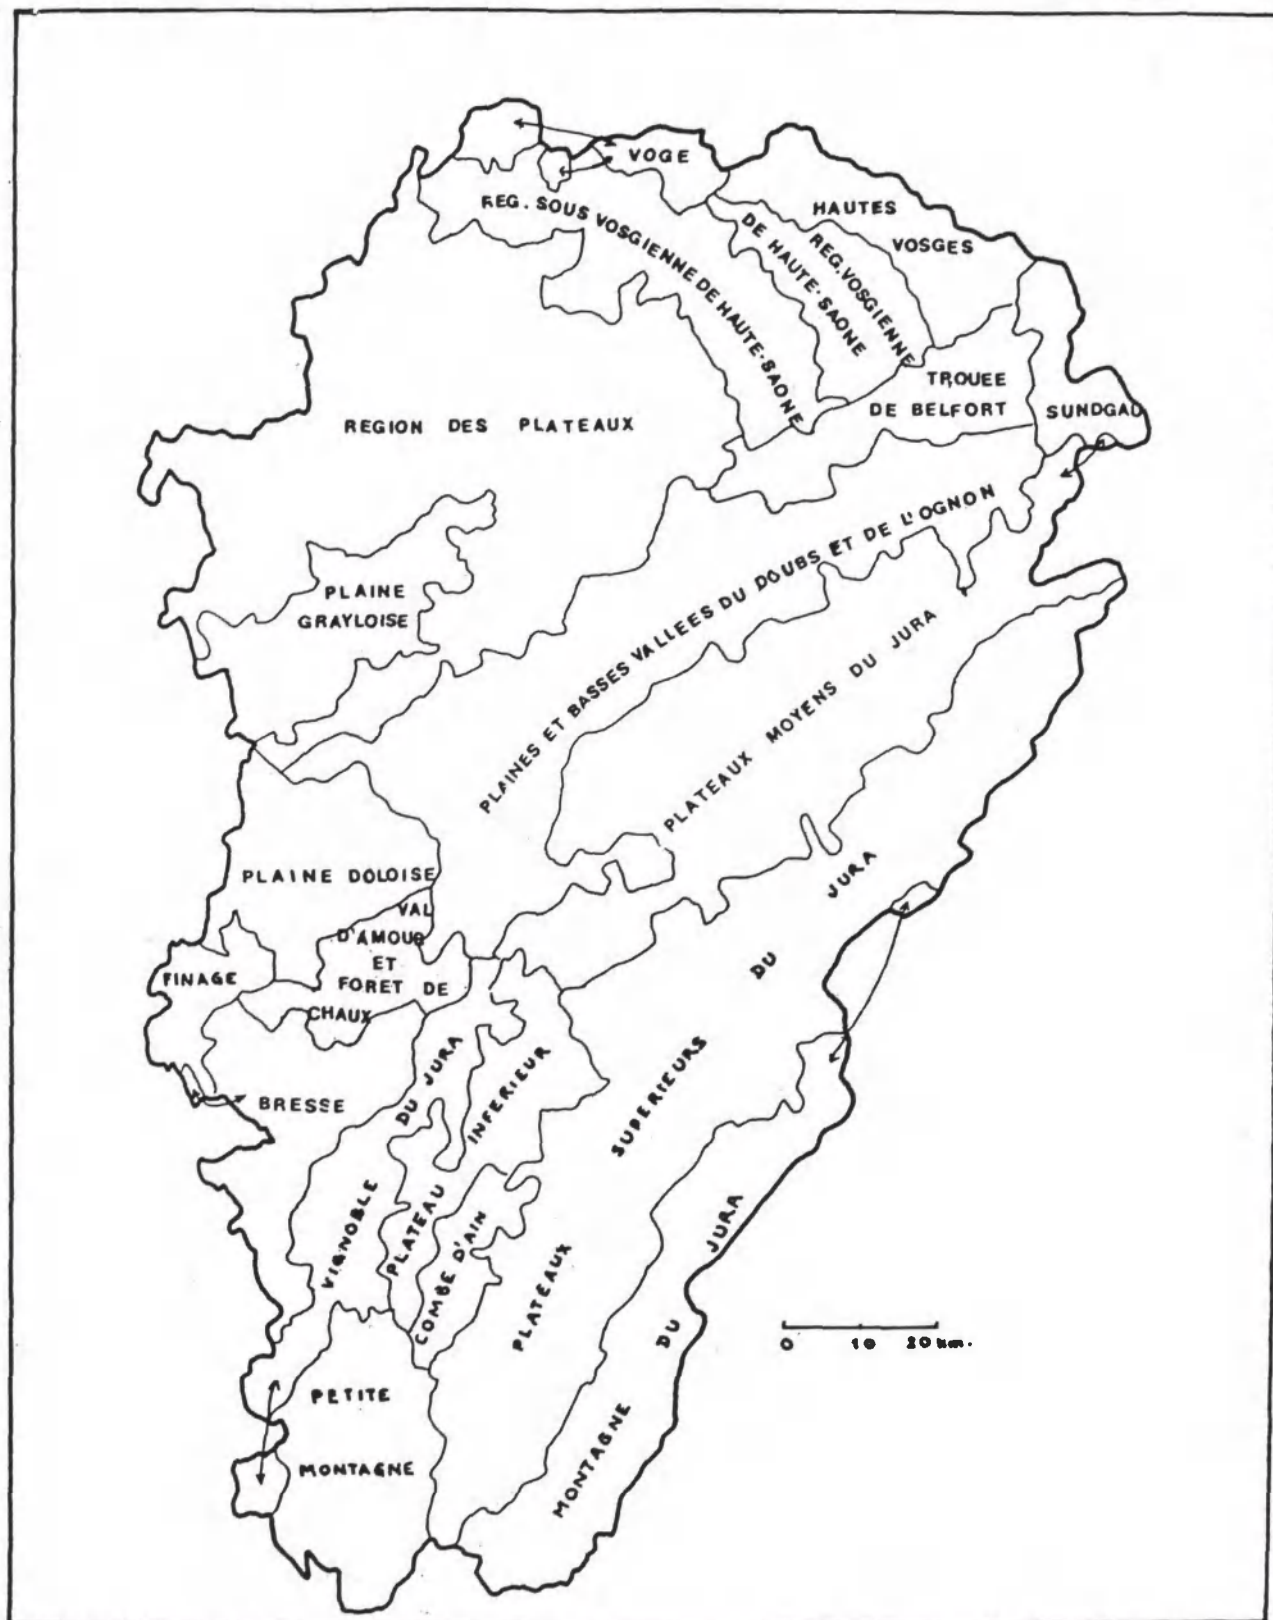 VOGE
HAUTES
VOSGES
REG. SOUS VOSGIENNE DE HAUTE-SAONE
REG. VOSGIENNE
DE HAUTE-SAONE
TROUEE
DE BELFORT
SUNDGAU
REGION DES PLATEAUX
PLAINE
GRAYLOISE
PLAINES ET BASSES VALLEES DU DOUBS ET DE L'OGNON
PLATEAUX MOYENS DU JURA
PLAINE DOLOISE
VAL
D'AMOUR
ET
FORET DE
CHAUX
FINAGE
BRESSE
VIGNOBLE DU JURA
PLATEAU INFERIEUR
COMBE D'AIN
PLATEAUX SUPERIEURS DU JURA
MONTAGNE DU JURA
PETITE
MONTAGNE
0 10 20 km.